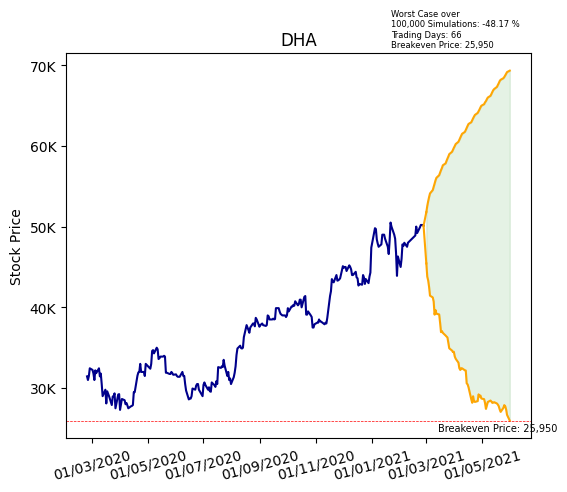 Worst Case over
100,000 Simulations: -48.17 %
Trading Days: 66
Breakeven Price: 25,950
DHA
Stock Price
70K
60K
50K
40K
30K
Breakeven Price: 25,950
01/03/2020
01/05/2020
01/07/2020
01/09/2020
01/11/2020
01/01/2021
01/03/2021
01/05/2021